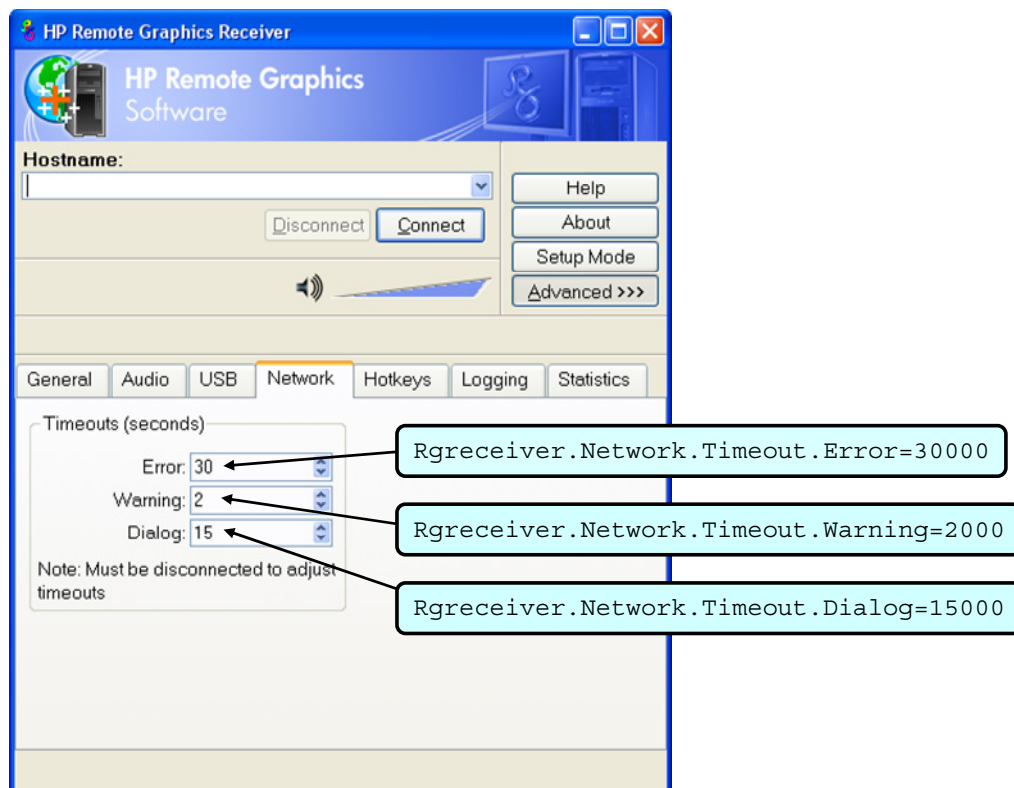 HP Remote Graphics Receiver
HP Remote Graphics
Software
Hostname:
Disconnect Connect
Help
About
Setup Mode
Advanced >>>
General Audio USB Network Hotkeys Logging Statistics
Timeouts (seconds)
Error: 30
Warning: 2
Dialog: 15
Note: Must be disconnected to adjust
timeouts
Rgreceiver.Network.Timeout.Error=30000
Rgreceiver.Network.Timeout.Warning=2000
Rgreceiver.Network.Timeout.Dialog=15000